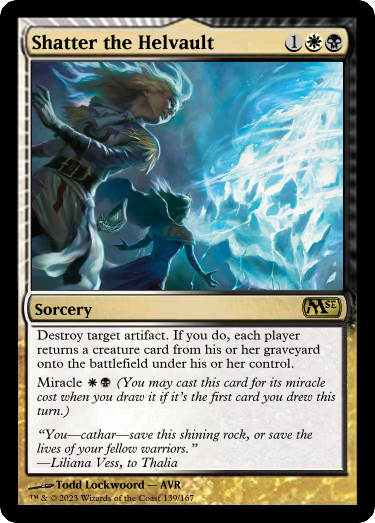 Shatter the Helvault 1
Sorcery M SE
Destroy target artifact. If you do, each player
returns a creature card from his or her graveyard
onto the battlefield under his or her control.
Miracle (You may cast this card for its miracle
cost when you draw it if it's the first card you drew this
turn.)
“You—cathar—save this shining rock, or save the
lives of your fellow warriors.”
—Liliana Vess, to Thalia
Todd Lockwoord — AVR
™ & © 2023 Wizards of the Coast 139/167